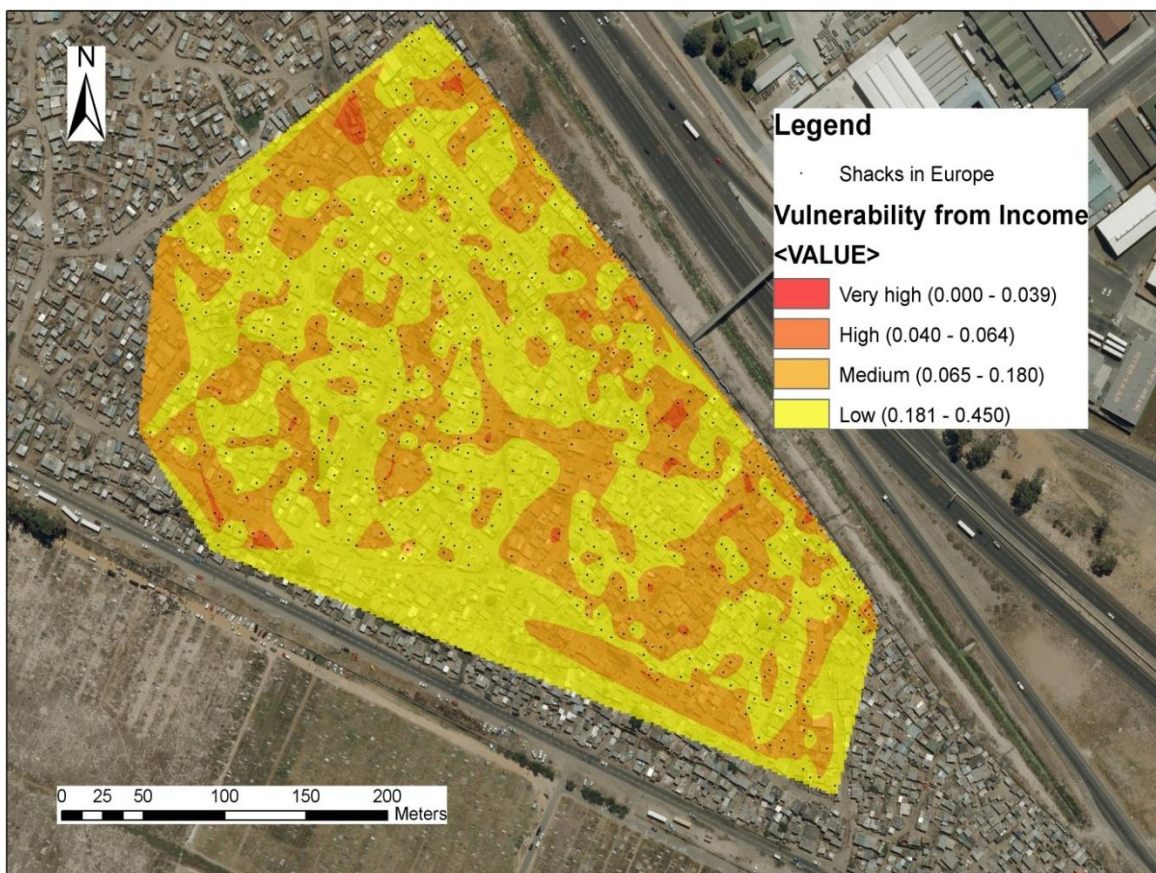 N
Legend
Shacks in Europe
Vulnerability from Income
<VALUE>
Very high (0.000 - 0.039)
High (0.040 - 0.064)
Medium (0.065 - 0.180)
Low (0.181 - 0.450)
0 25 50 100 150 200
Meters